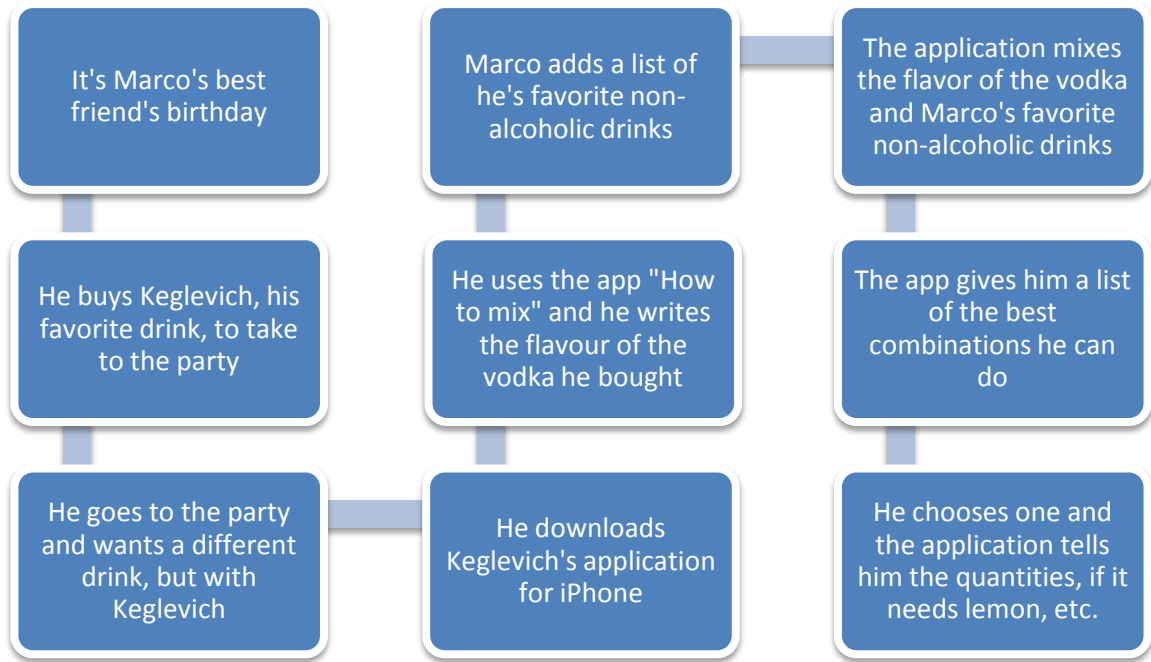 It's Marco's best
friend's birthday
He buys Keglevich, his
favorite drink, to take
to the party
He goes to the party
and wants a different
drink, but with
Keglevich
He downloads
Keglevich's application
for iPhone
He uses the app "How
to mix" and he writes
the flavour of the
vodka he bought
Marco adds a list of
he's favorite non-
alcoholic drinks
The application mixes
the flavor of the vodka
and Marco's favorite
non-alcoholic drinks
The app gives him a list
of the best
combinations he can
do
He chooses one and
the application tells
him the quantities, if it
needs lemon, etc.